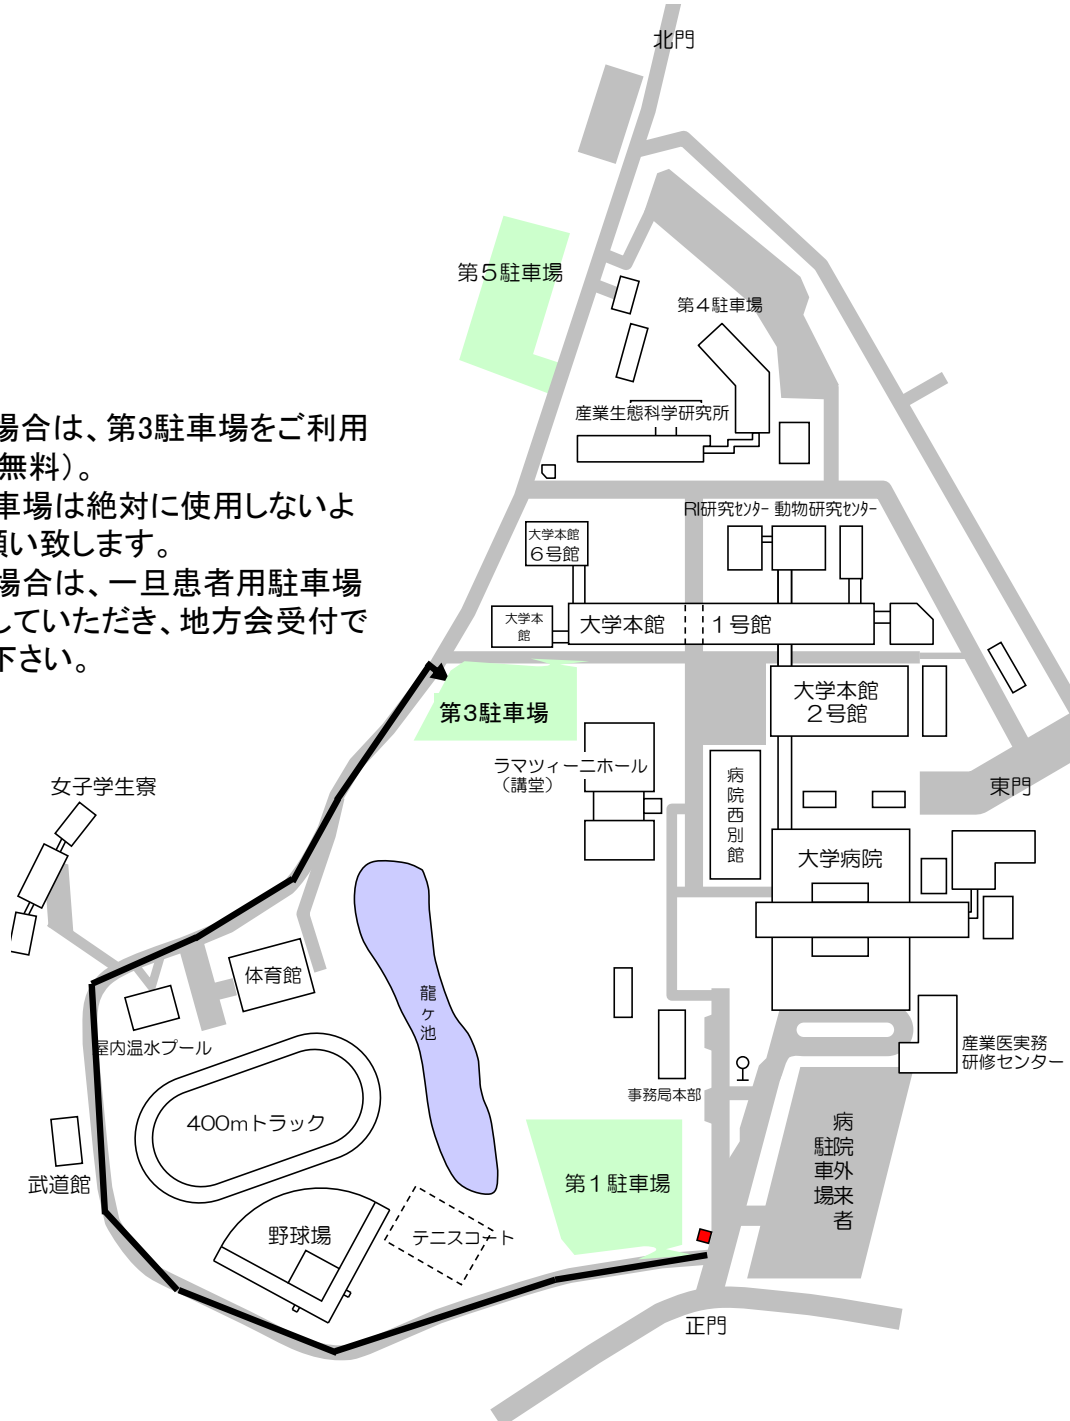 北門
第５駐車場
第４駐車場
産業生態科学研究所
場合は、第3駐車場をご利用
無料）。
車場は絶対に使用しないよ
願い致します。
場合は、一旦患者用駐車場
していただき、地方会受付で
下さい。
RI研究ｾﾝﾀｰ 動物研究ｾﾝﾀｰ
大学本館
６号館
大学本
館
大学本館
１号館
大学本館
２号館
第3駐車場
ラマツィーニホール
（講堂）
病院西別館
東門
女子学生寮
大学病院
体育館
龍ヶ池
屋内温水プール
産業医実務
研修センター
事務局本部
400mトラック
病院外来者
駐車場
武道館
第１駐車場
野球場
テニスコート
正門